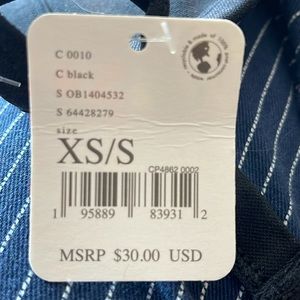 C 0010
C black
S OB1404532
S 64428279
size
XS/S
CP4862 0002
1 95889 83931 2
MSRP $30.00 USD